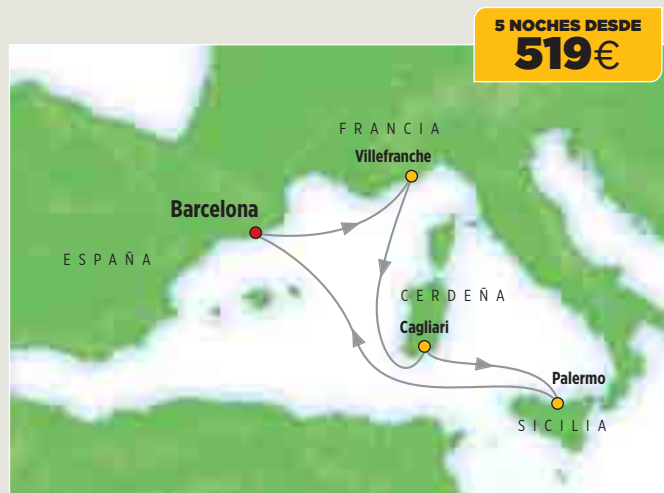 5 NOCHES DESDE
519€
FRANCIA
Villefranche
Barcelona
ESPAÑA
CERDEÑA
Cagliari
Palermo
SICILIA